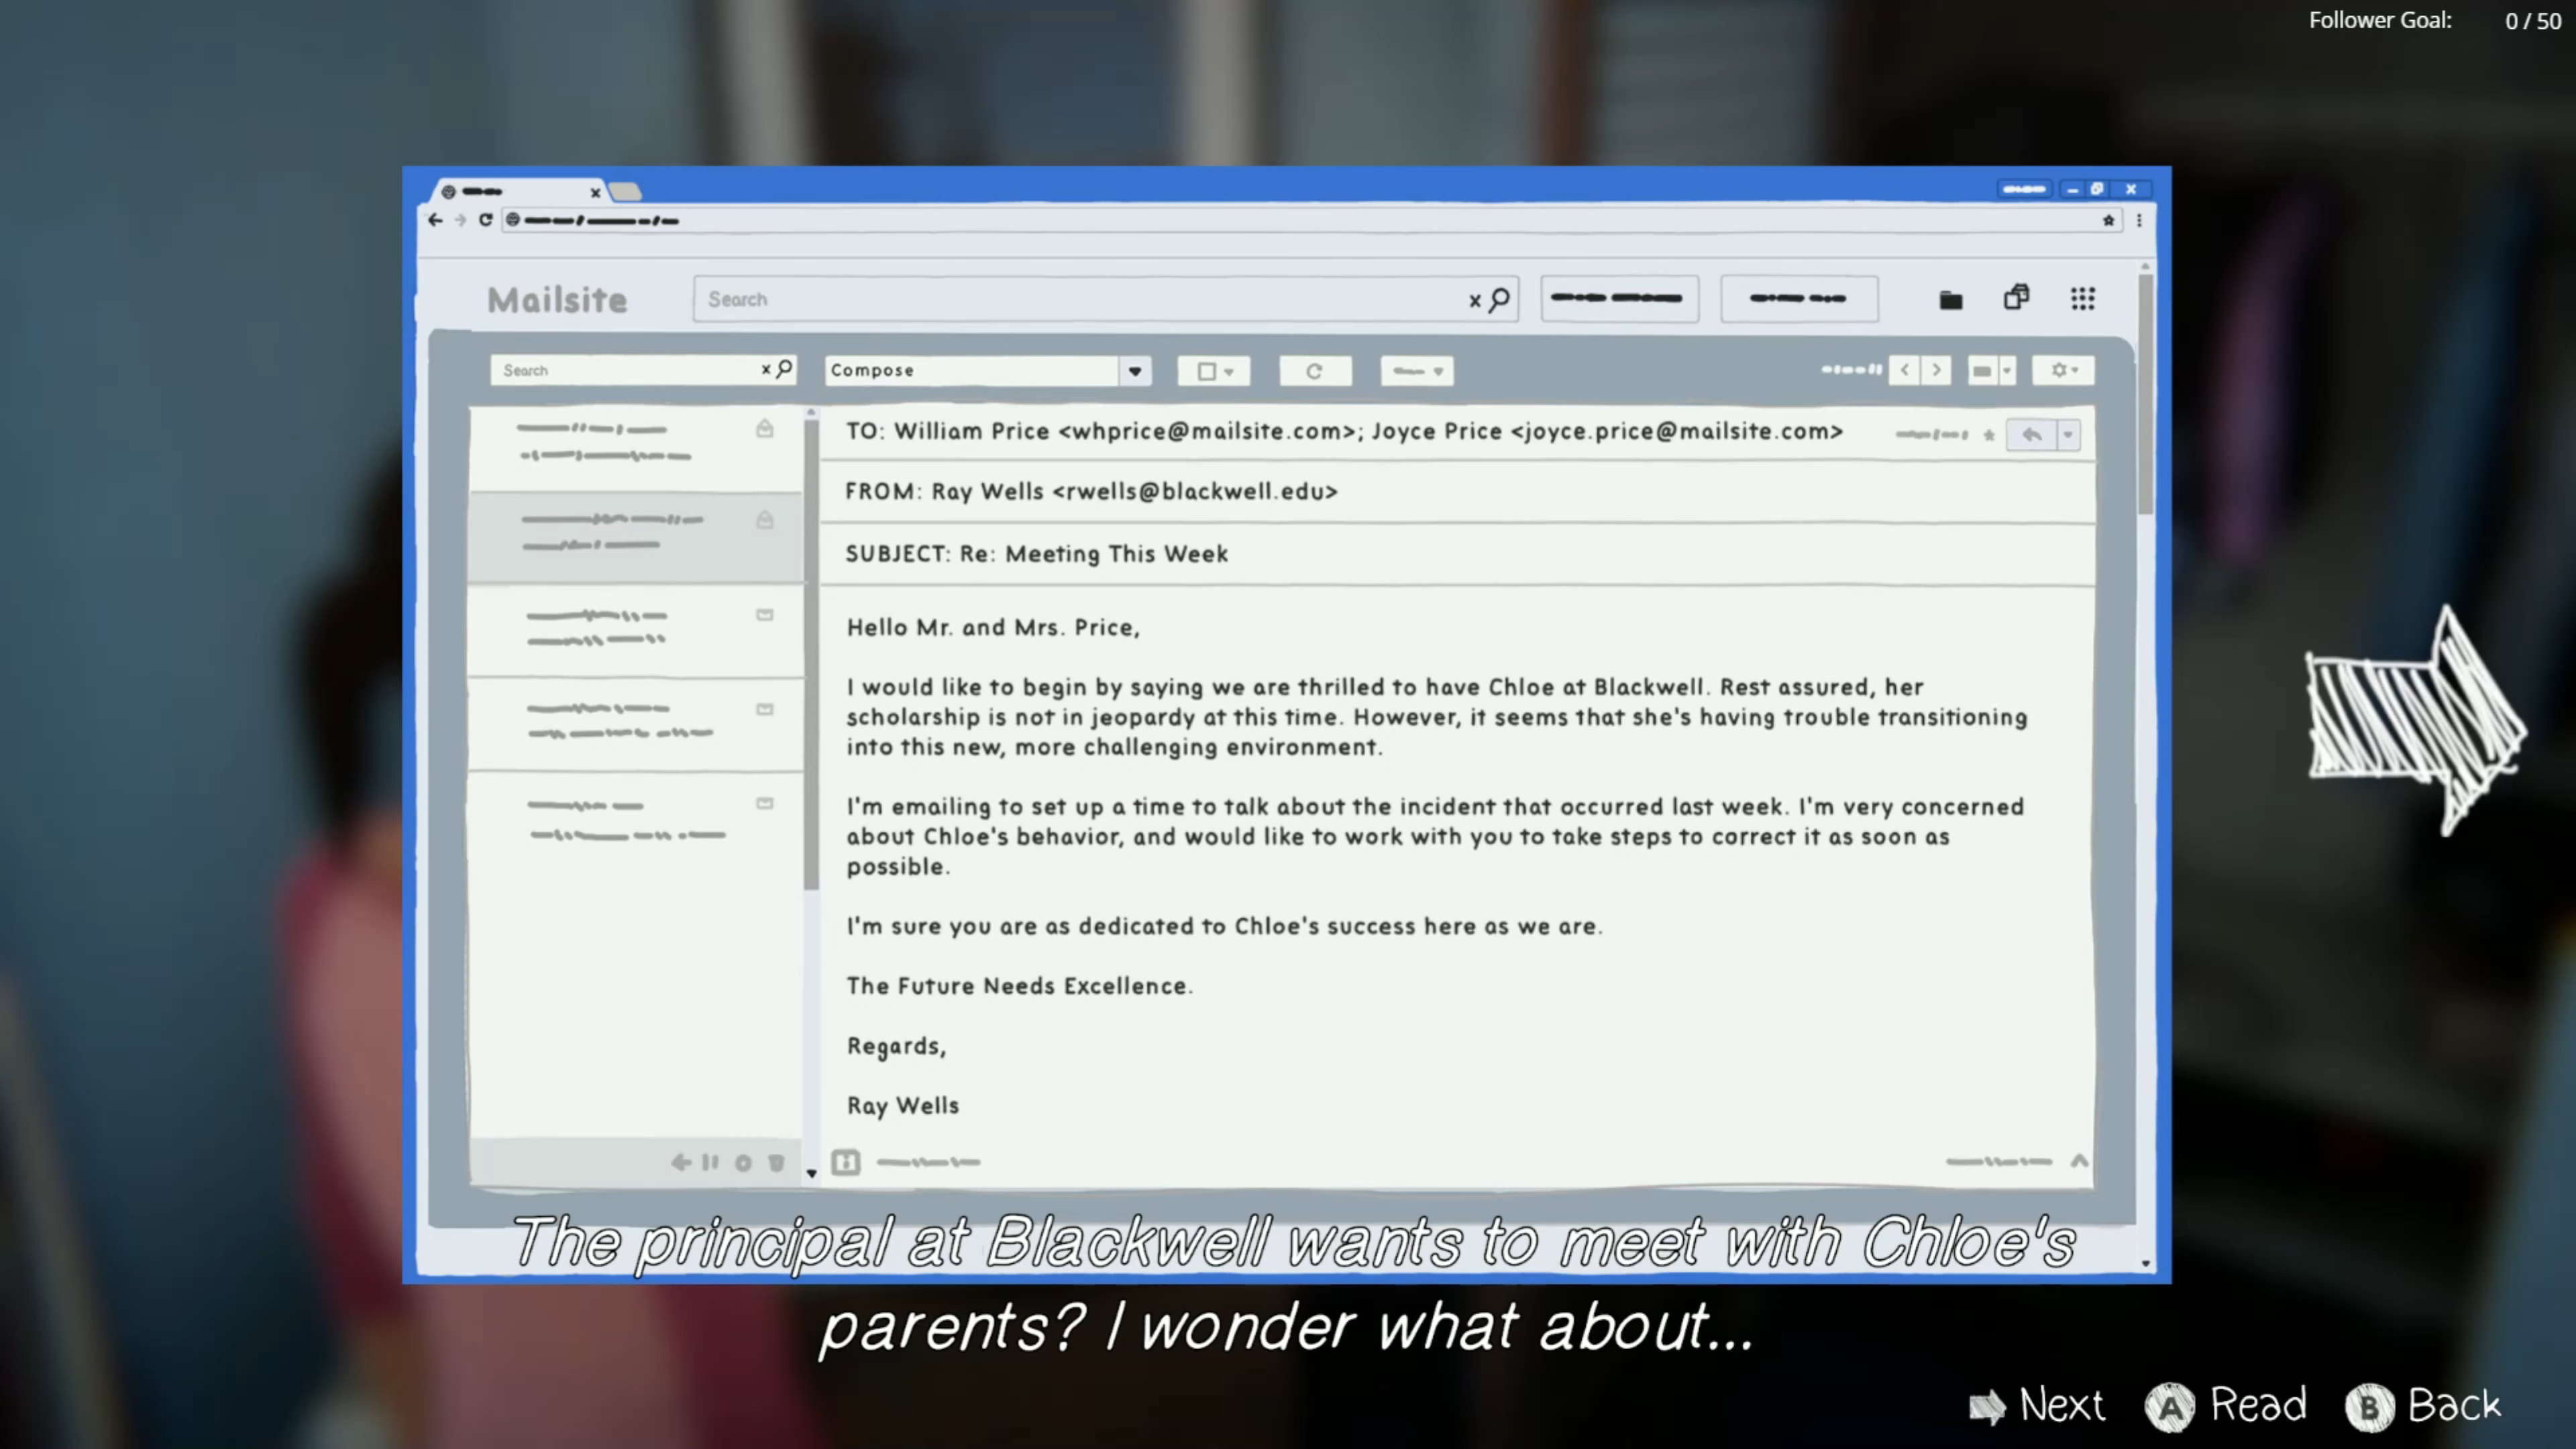 Follower Goal: 0 / 50
Mailsite
Search
Search
Compose
TO: William Price <whprice@mailsite.com>; Joyce Price <joyce.price@mailsite.com>
FROM: Ray Wells <rwells@blackwell.edu>
SUBJECT: Re: Meeting This Week
Hello Mr. and Mrs. Price,
I would like to begin by saying we are thrilled to have Chloe at Blackwell. Rest assured, her
scholarship is not in jeopardy at this time. However, it seems that she's having trouble transitioning
into this new, more challenging environment.
I'm emailing to set up a time to talk about the incident that occurred last week. I'm very concerned
about Chloe's behavior, and would like to work with you to take steps to correct it as soon as
possible.
I'm sure you are as dedicated to Chloe's success here as we are.
The Future Needs Excellence.
Regards,
Ray Wells
The principal at Blackwell wants to meet with Chloe's
parents? I wonder what about...
Next A Read B Back